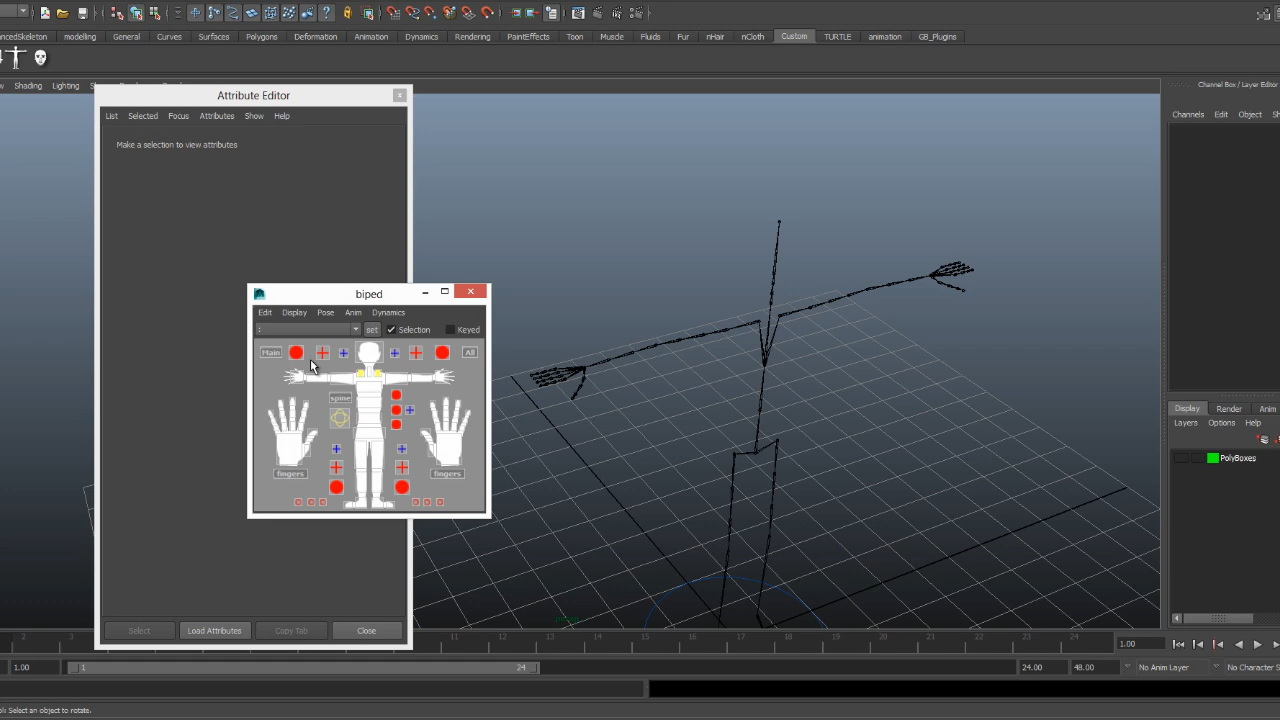 ancedSkeleton modeling General Curves Surfaces Polygons Deformation Animation Dynamics Rendering PaintEffects Toon Muscle Fluids Fur nHair nCloth Custom TURTLE animation GB_Plugins
Shading Lighting
Channel Box / Layer Editor
Attribute Editor
List Selected Focus Attributes Show Help
Channels Edit Object Sh
Make a selection to view attributes
biped
Edit Display Pose Anim Dynamics
: set Selection Keyed
Main All
spine
fingers fingers
Display Render Anim
Layers Options Help
PolyBoxes
Select Load Attributes Copy Tab Close
2 3 11 12 13 14 15 16 17 18 19 20 21 22 23 24 1.00
1.00 1 24 24.00 48.00 No Anim Layer No Character S
ol: Select an object to rotate.